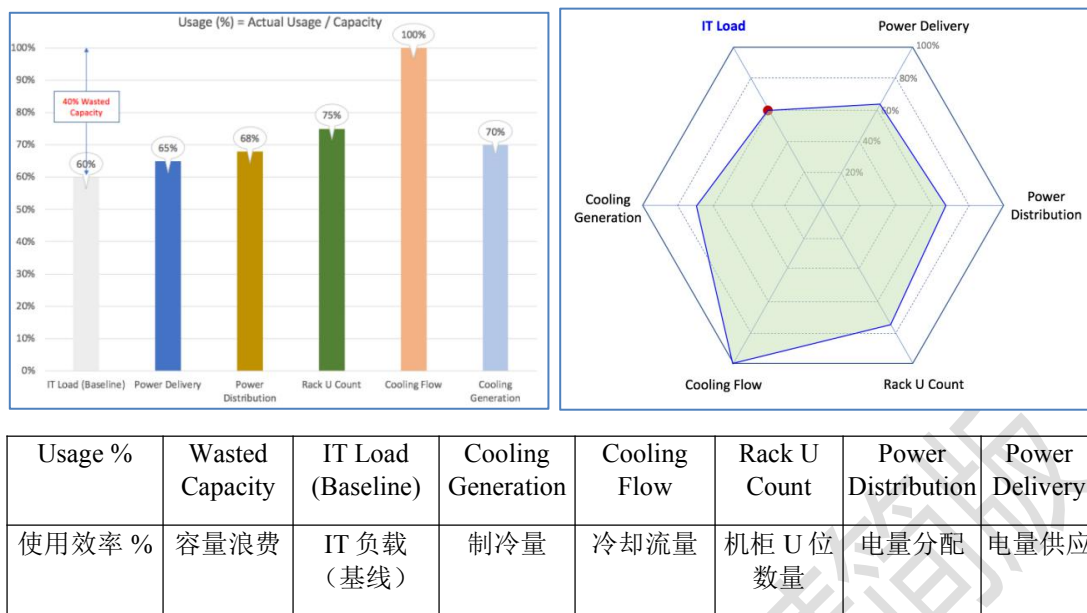 Usage (%) = Actual Usage / Capacity
100%
90%
80%
70%
60%
50%
40%
30%
20%
10%
0%
40% Wasted
Capacity
60%
65%
68%
75%
100%
70%
IT Load (Baseline)
Power Delivery
Power
Distribution
Rack U Count
Cooling Flow
Cooling
Generation
IT Load
Power Delivery
100%
80%
60%
40%
20%
Cooling
Generation
Power
Distribution
Cooling Flow
Rack U Count
Usage %
Wasted
Capacity
IT Load
(Baseline)
Cooling
Generation
Cooling
Flow
Rack U
Count
Power
Distribution
Power
Delivery
使用效率 %
容量浪费
IT 负载
（基线）
制冷量
冷却流量
机柜 U 位
数量
电量分配
电量供应
简版